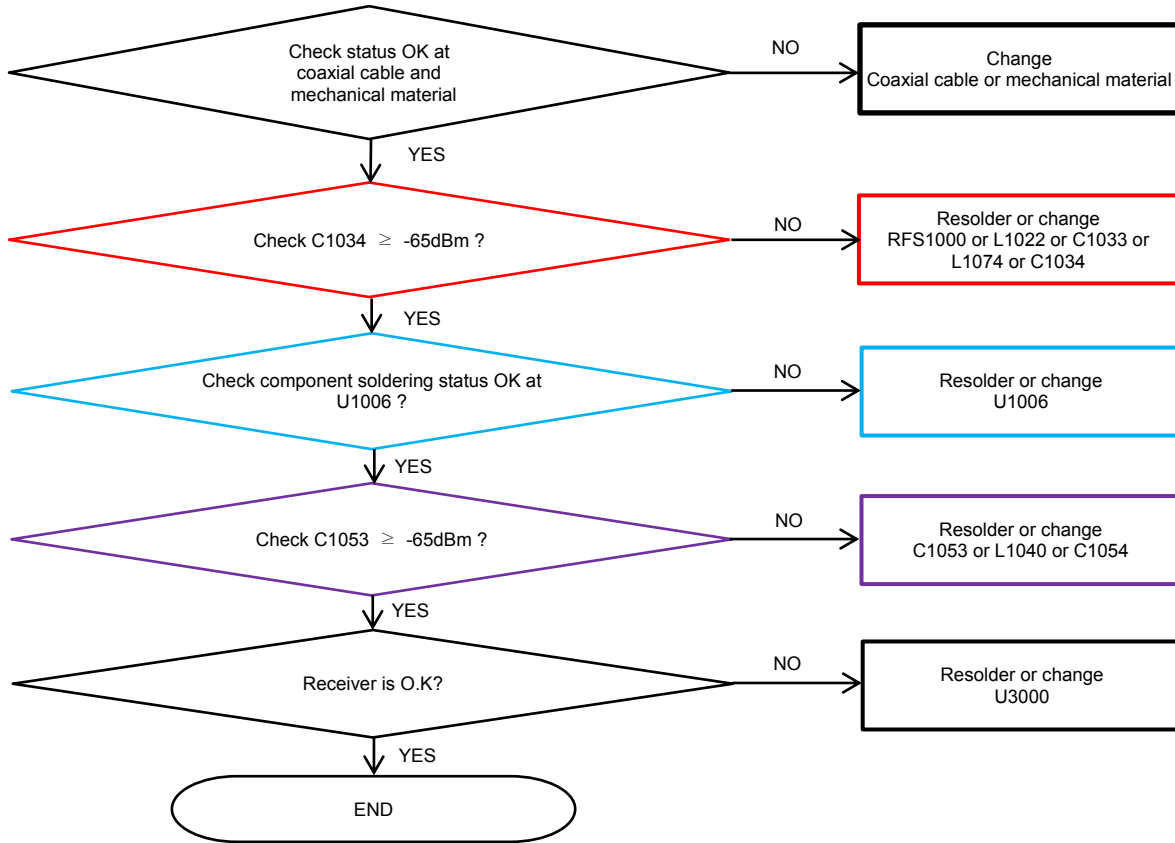 Check status OK at
coaxial cable and
mechanical material
NO
Change
Coaxial cable or mechanical material
YES
Check C1034 ≥ -65dBm ?
NO
Resolder or change
RFS1000 or L1022 or C1033 or
L1074 or C1034
YES
Check component soldering status OK at
U1006 ?
NO
Resolder or change
U1006
YES
Check C1053 ≥ -65dBm ?
NO
Resolder or change
C1053 or L1040 or C1054
YES
Receiver is O.K?
NO
Resolder or change
U3000
YES
END